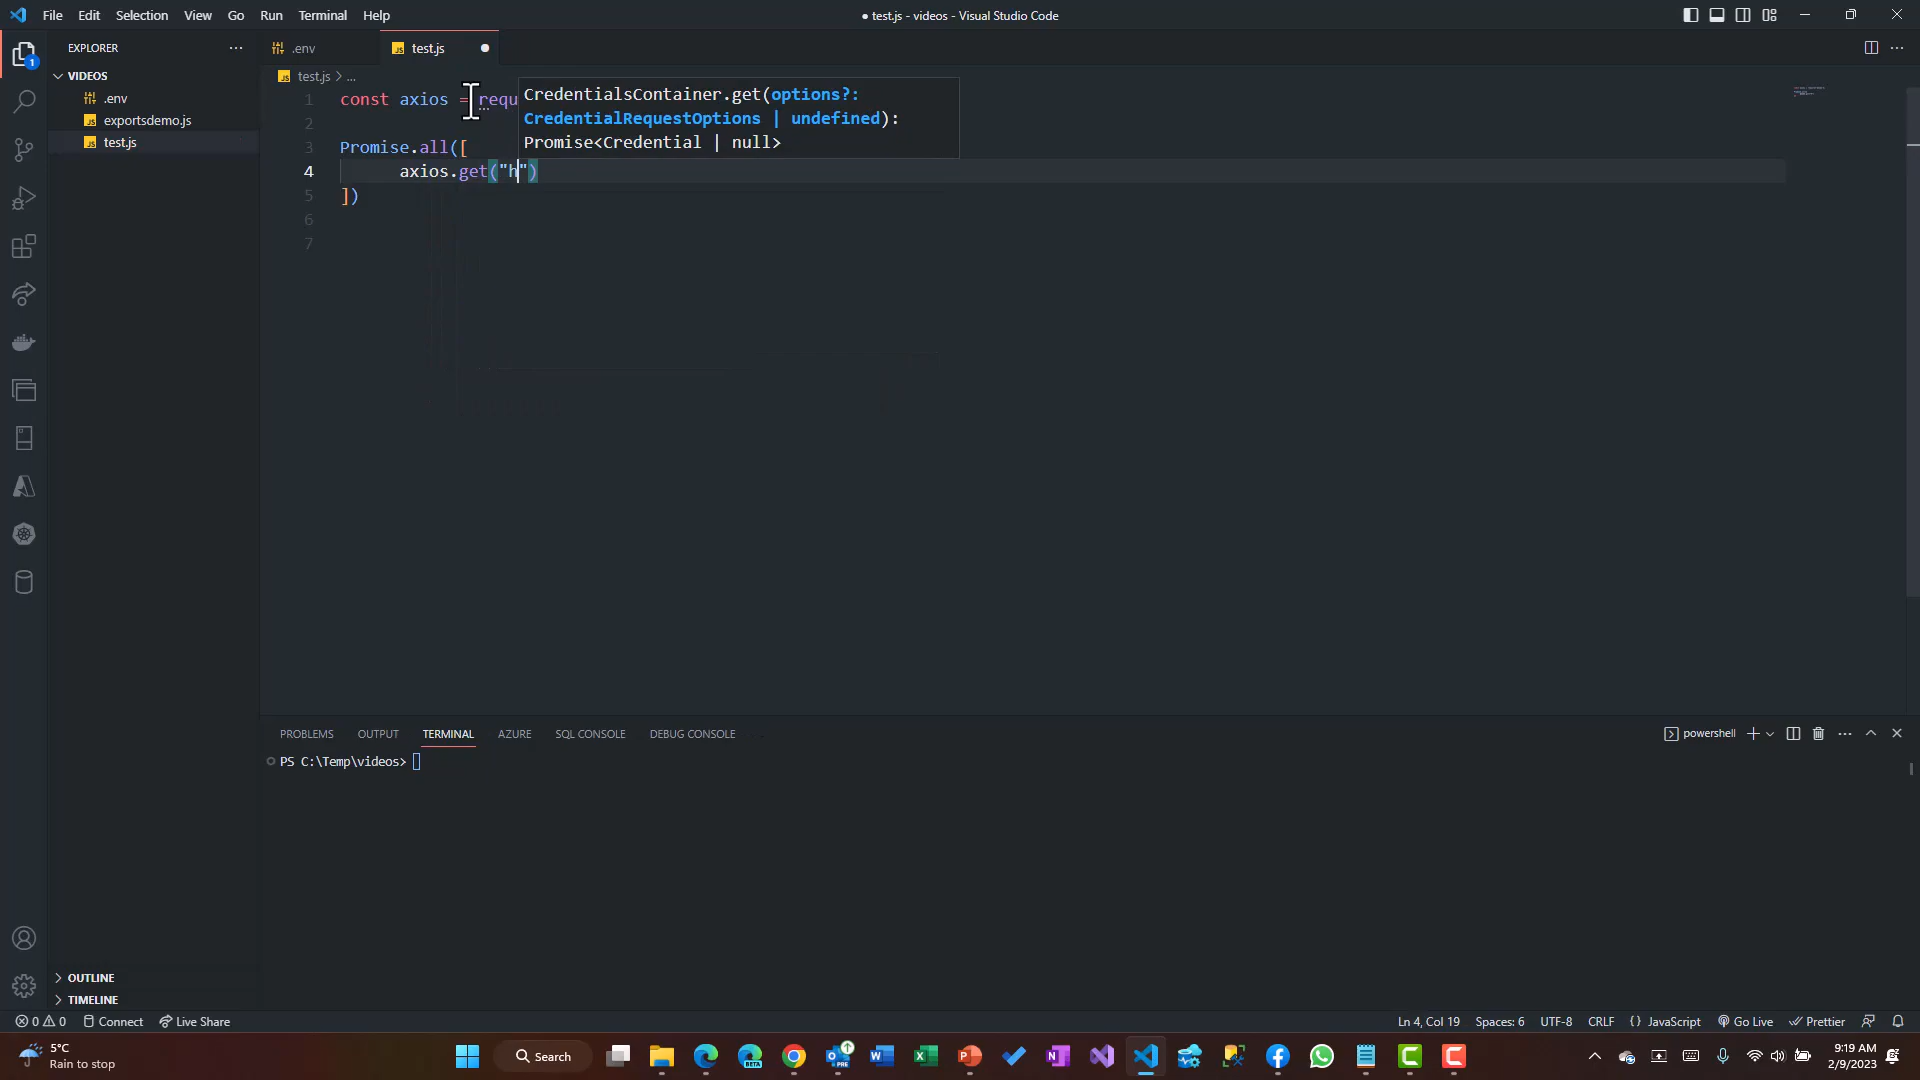 File Edit Selection View Go Run Terminal Help
● test.js - videos - Visual Studio Code
EXPLORER
VIDEOS
.env
exportsdemo.js
test.js
.env
test.js
test.js > ...
1 const axios = requ
2
3 Promise.all([
4 axios.get("h")
5 ])
6
7
CredentialsContainer.get(options?:
CredentialRequestOptions | undefined):
Promise<Credential | null>
PROBLEMS OUTPUT TERMINAL AZURE SQL CONSOLE DEBUG CONSOLE
powershell
PS C:\Temp\videos>
OUTLINE
TIMELINE
1
0 0 Connect Live Share
Ln 4, Col 19 Spaces: 6 UTF-8 CRLF {} JavaScript Go Live Prettier
5°C
Rain to stop
Search
PRE
BETA
9:19 AM
2/9/2023